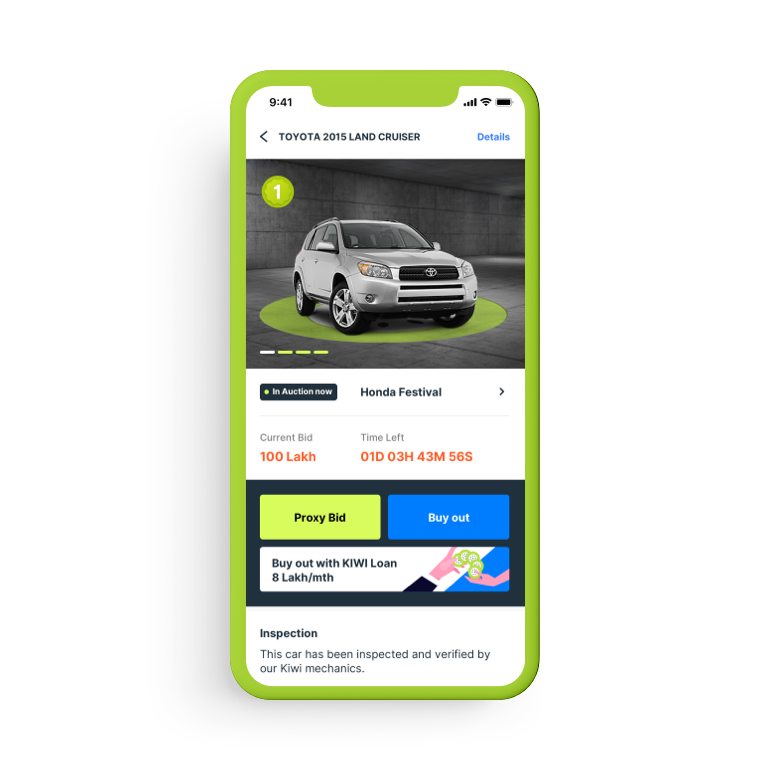 9:41
TOYOTA 2015 LAND CRUISER
Details
1
In Auction now
Honda Festival
Current Bid
Time Left
100 Lakh
01D 03H 43M 56S
Proxy Bid
Buy out
Buy out with KIWI Loan
8 Lakh/mth
Inspection
This car has been inspected and verified by
our Kiwi mechanics.